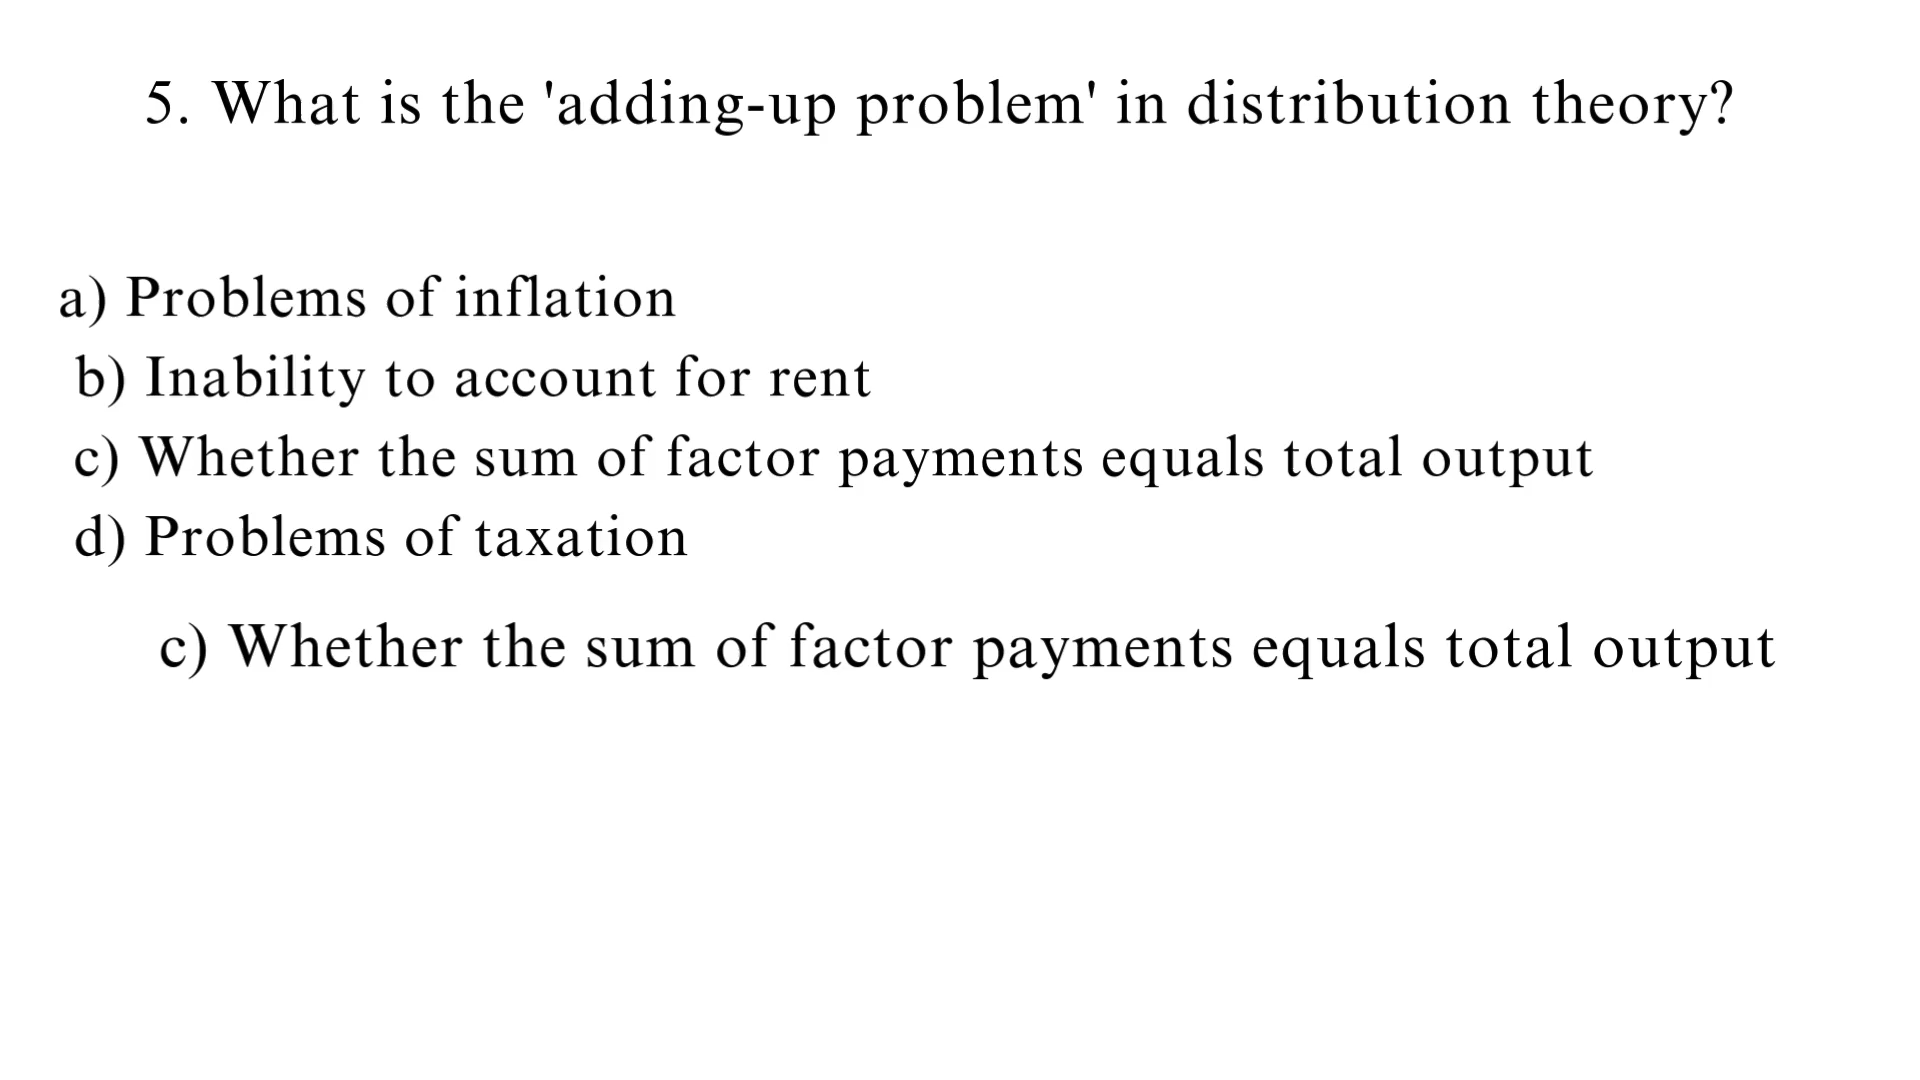 5. What is the 'adding-up problem' in distribution theory?
a) Problems of inflation
b) Inability to account for rent
c) Whether the sum of factor payments equals total output
d) Problems of taxation
c) Whether the sum of factor payments equals total output